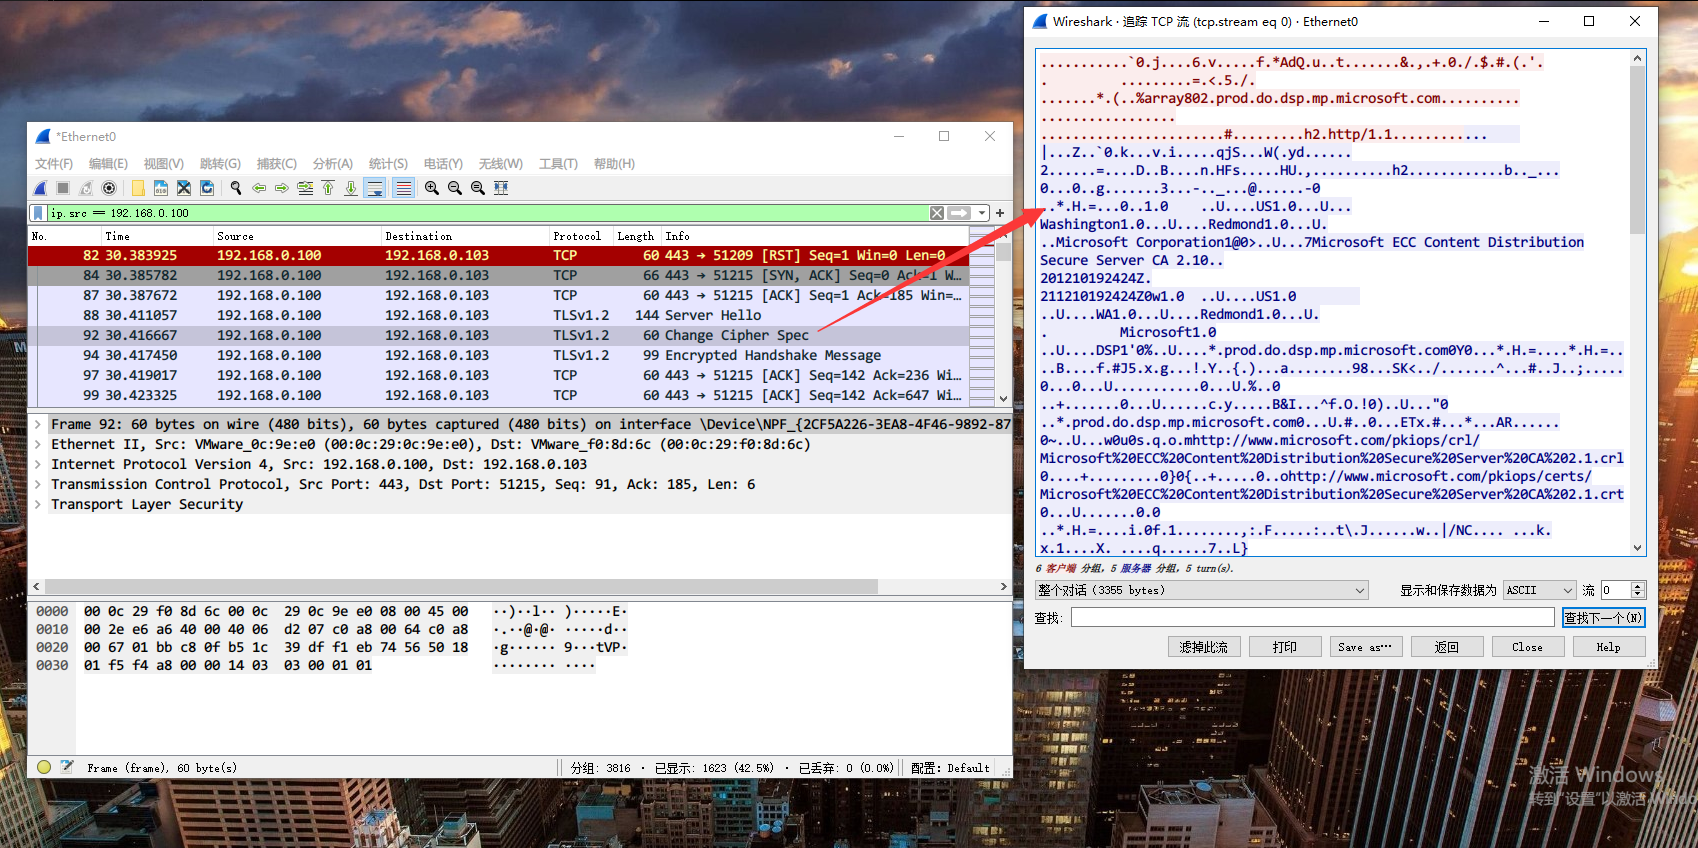 *Ethernet0
文件(F) 编辑(E) 视图(V) 跳转(G) 捕获(C) 分析(A) 统计(S) 电话(Y) 无线(W) 工具(T) 帮助(H)
ip.src == 192.168.0.100
No. Time Source Destination Protocol Length Info
82 30.383925 192.168.0.100 192.168.0.103 TCP 60 443 → 51209 [RST] Seq=1 Win=0 Len=0
84 30.385782 192.168.0.100 192.168.0.103 TCP 66 443 → 51215 [SYN, ACK] Seq=0 Ack=1 W…
87 30.387672 192.168.0.100 192.168.0.103 TCP 60 443 → 51215 [ACK] Seq=1 Ack=185 Win=…
88 30.411057 192.168.0.100 192.168.0.103 TLSv1.2 144 Server Hello
92 30.416667 192.168.0.100 192.168.0.103 TLSv1.2 60 Change Cipher Spec
94 30.417450 192.168.0.100 192.168.0.103 TLSv1.2 99 Encrypted Handshake Message
97 30.419017 192.168.0.100 192.168.0.103 TCP 60 443 → 51215 [ACK] Seq=142 Ack=236 Wi…
99 30.423325 192.168.0.100 192.168.0.103 TCP 60 443 → 51215 [ACK] Seq=142 Ack=647 Wi…
Frame 92: 60 bytes on wire (480 bits), 60 bytes captured (480 bits) on interface \Device\NPF_{2CF5A226-3EA8-4F46-9892-87
Ethernet II, Src: VMware_0c:9e:e0 (00:0c:29:0c:9e:e0), Dst: VMware_f0:8d:6c (00:0c:29:f0:8d:6c)
Internet Protocol Version 4, Src: 192.168.0.100, Dst: 192.168.0.103
Transmission Control Protocol, Src Port: 443, Dst Port: 51215, Seq: 91, Ack: 185, Len: 6
Transport Layer Security
0000 00 0c 29 f0 8d 6c 00 0c 29 0c 9e e0 08 00 45 00 ··)··l·· )·····E·
0010 00 2e e6 a6 40 00 40 06 d2 07 c0 a8 00 64 c0 a8 ·.··@·@· ·····d··
0020 00 67 01 bb c8 0f b5 1c 39 df f1 eb 74 56 50 18 ·g······ 9···tVP·
0030 01 f5 f4 a8 00 00 14 03 03 00 01 01 ········ ····
Frame (frame), 60 byte(s)
分组: 3816 · 已显示: 1623 (42.5%) · 已丢弃: 0 (0.0%)
配置: Default
Wireshark · 追踪 TCP 流 (tcp.stream eq 0) · Ethernet0
...........`0.j....6.v.....f.*AdQ.u..t.......&.,.+.0./.$.#.(.'.
. .........=.<.5./.
.......*.(..%array802.prod.do.dsp.mp.microsoft.com..........
.................
.......................#.........h2.http/1.1............
|...Z..`0.k...v.i.....qjS...W(.yd......
2......=....D..B....n.HFs.....HU.,..........h2............b.._...
0...0..g.......3...-.._...@......-0
..*.H.=...0..1.0 ..U....US1.0...U...
Washington1.0...U....Redmond1.0...U.
..Microsoft Corporation1@0>..U...7Microsoft ECC Content Distribution
Secure Server CA 2.10..
201210192424Z.
211210192424Z0w1.0 ..U....US1.0
..U....WA1.0...U....Redmond1.0...U.
. Microsoft1.0
..U....DSP1'0%..U....*.prod.do.dsp.mp.microsoft.com0Y0...*.H.=....*.H.=..
..B....f.#J5.x.g...!.Y..{.)...a........98...SK<../.......^...#..J..;.....
0...0...U...........0...U.%..0
..+.......0...U......c.y.....B&I...^f.O.!0)..U..."0
..*.prod.do.dsp.mp.microsoft.com0...U.#..0...ETx.#...*...AR......
0~..U...w0u0s.q.o.mhttp://www.microsoft.com/pkiops/crl/
Microsoft%20ECC%20Content%20Distribution%20Secure%20Server%20CA%202.1.crl
0....+.........0}0{..+.....0..ohttp://www.microsoft.com/pkiops/certs/
Microsoft%20ECC%20Content%20Distribution%20Secure%20Server%20CA%202.1.crt
0...U.......0.0
..*.H.=....i.0f.1........,:.F.....:..t\.J......w..|/NC.... ...k.
x.1....X. ....q......7..L}
6 客户端 分组, 5 服务器 分组, 5 turn(s).
整个对话 (3355 bytes) 显示和保存数据为 ASCII 流 0
查找: 查找下一个(N)
滤掉此流 打印 Save as… 返回 Close Help
激活 Windows
转到"设置"以激活 Windo